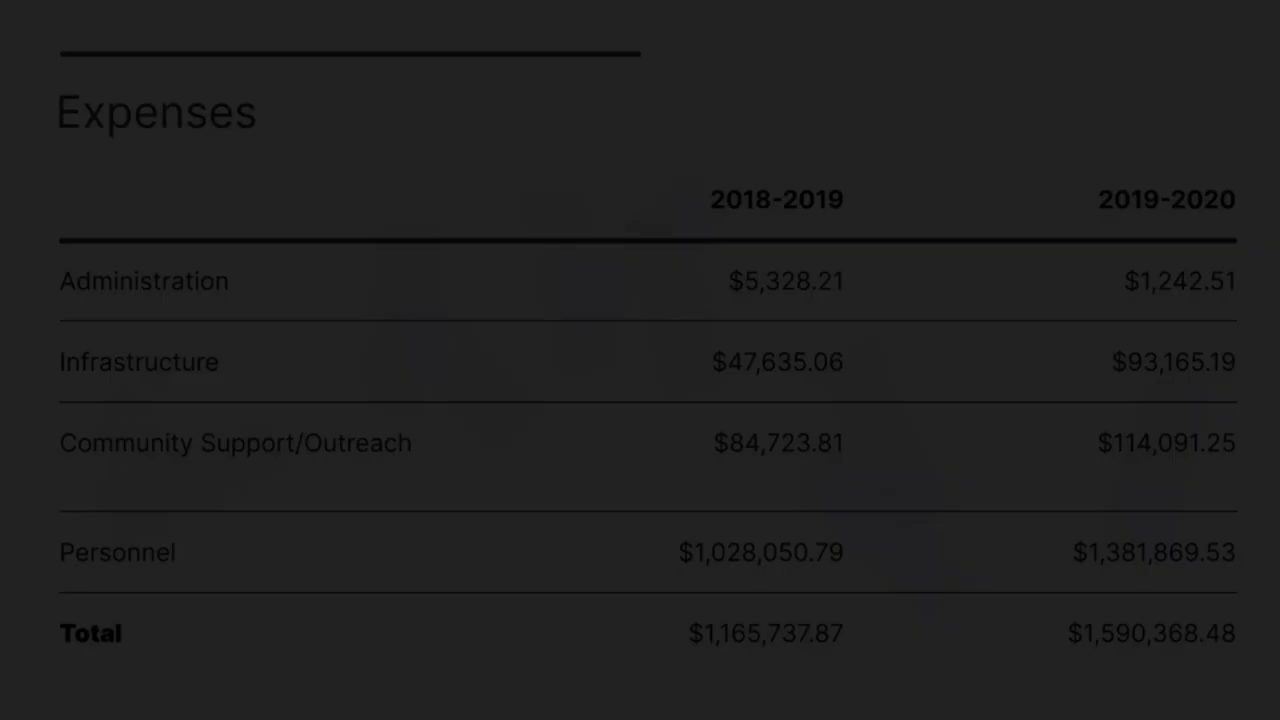 Expenses
2018-2019 2019-2020
Administration $5,328.21 $1,242.51
Infrastructure $47,635.06 $93,165.19
Community Support/Outreach $84,723.81 $114,091.25
Personnel $1,028,050.79 $1,381,869.53
Total $1,165,737.87 $1,590,368.48